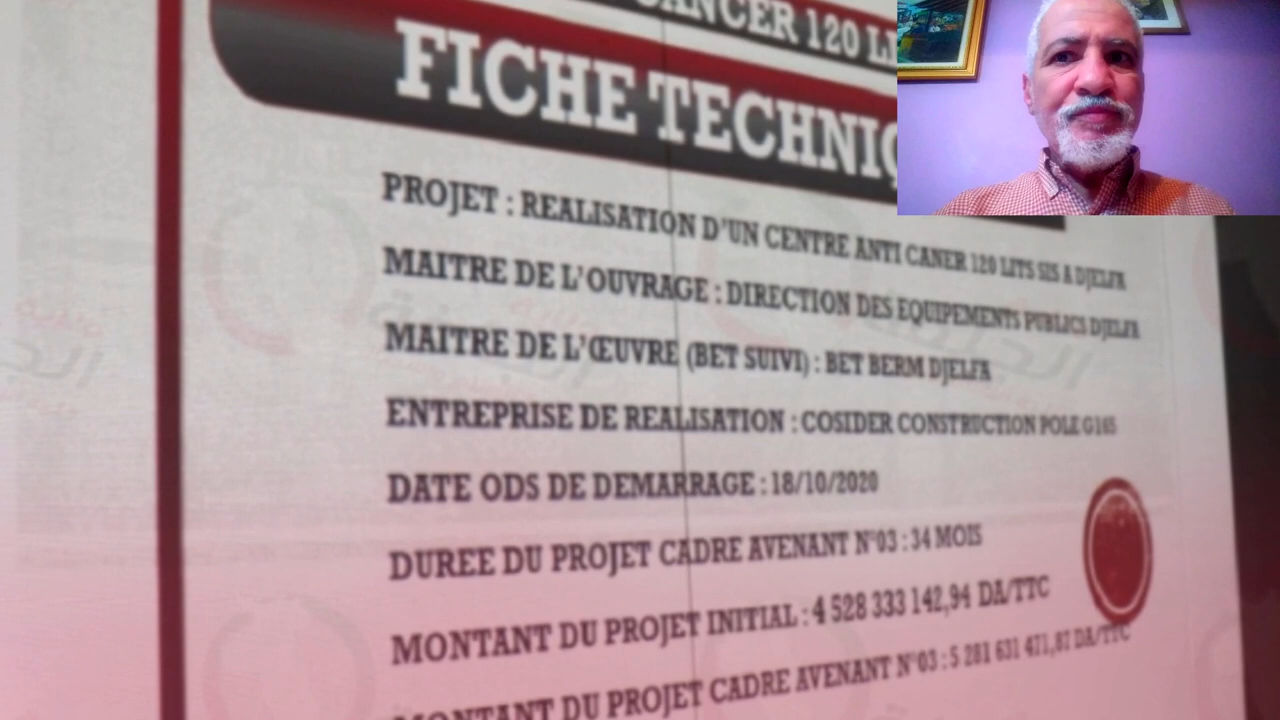 CANCER 120 LI
FICHE TECHNIQ
PROJET : REALISATION D'UN CENTRE ANTI CANER 120 LITS SIS A DJELFA
MAITRE DE L'OUVRAGE : DIRECTION DES EQUIPEMENTS PUBLICS DJELFA
MAITRE DE L'ŒUVRE (BET SUIVI) : BET BERM DJELFA
ENTREPRISE DE REALISATION : COSIDER CONSTRUCTION POLE G165
DATE ODS DE DEMARRAGE : 18/10/2020
DUREE DU PROJET CADRE AVENANT N°03 : 34 MOIS
MONTANT DU PROJET INITIAL : 4 528 333 142,94 DA/TTC
MONTANT DU PROJET CADRE AVENANT N°03 : 5 281 631 471,87 DA/TTC